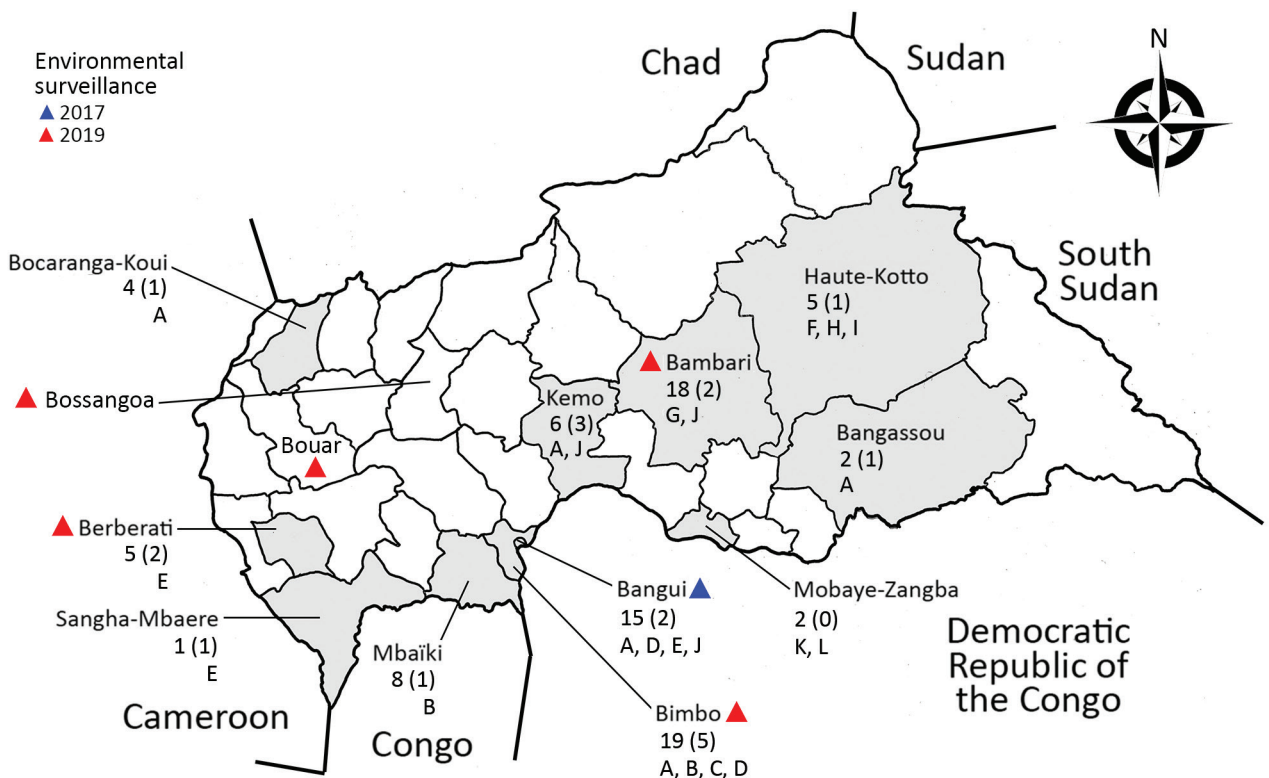 Environmental
surveillance
2017
2019
Chad
Sudan
N
South
Sudan
Bocaranga-Koui
4 (1)
A
Haute-Kotto
5 (1)
F, H, I
Bossangoa
Bambari
18 (2)
G, J
Kemo
6 (3)
A, J
Bouar
Bangassou
2 (1)
A
Berberati
5 (2)
E
Sangha-Mbaere
1 (1)
E
Mbaïki
8 (1)
B
Bangui
15 (2)
A, D, E, J
Mobaye-Zangba
2 (0)
K, L
Bimbo
19 (5)
A, B, C, D
Cameroon
Congo
Democratic
Republic of
the Congo